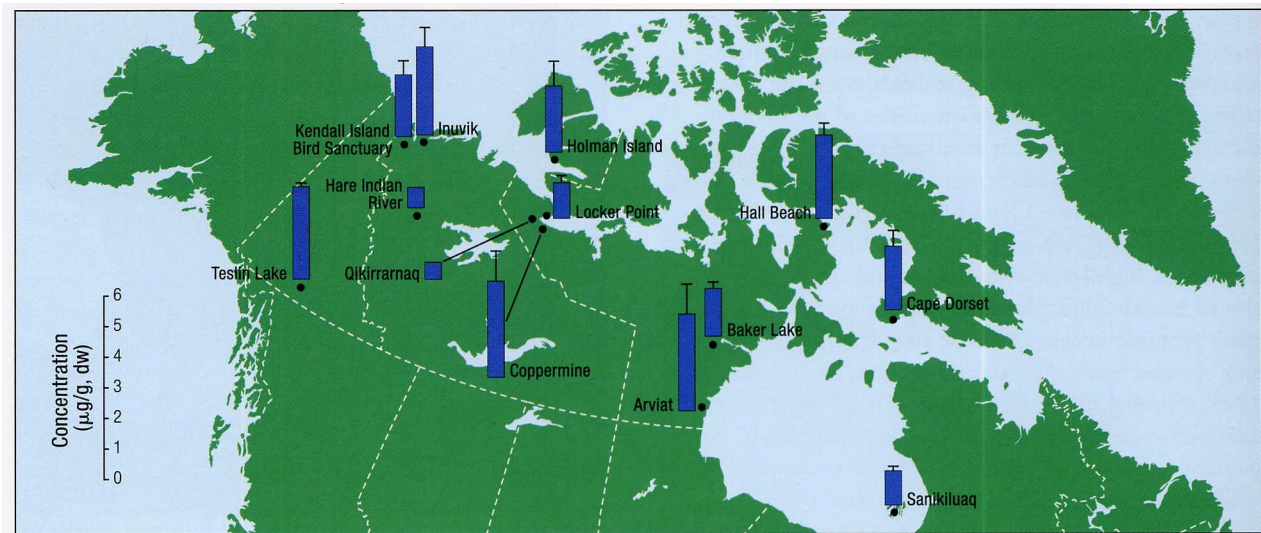 Kendall Island
Bird Sanctuary
Inuvik
Holman Island
Hare Indian
River
Locker Point
Hall Beach
Teslin Lake
Qikirrarnaq
Cape Dorset
Baker Lake
Coppermine
Arviat
Sanikiluaq
Concentration
(µg/g, dw)
6
5
4
3
2
1
0